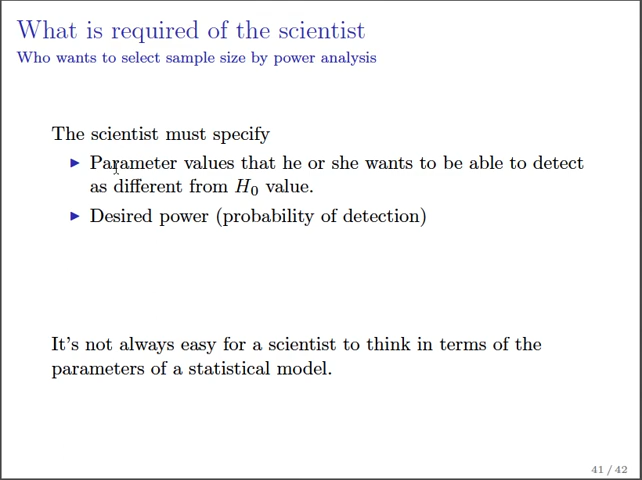 What is required of the scientist
Who wants to select sample size by power analysis
The scientist must specify
▶ Parameter values that he or she wants to be able to detect
as different from H₀ value.
▶ Desired power (probability of detection)
It's not always easy for a scientist to think in terms of the
parameters of a statistical model.
41 / 42